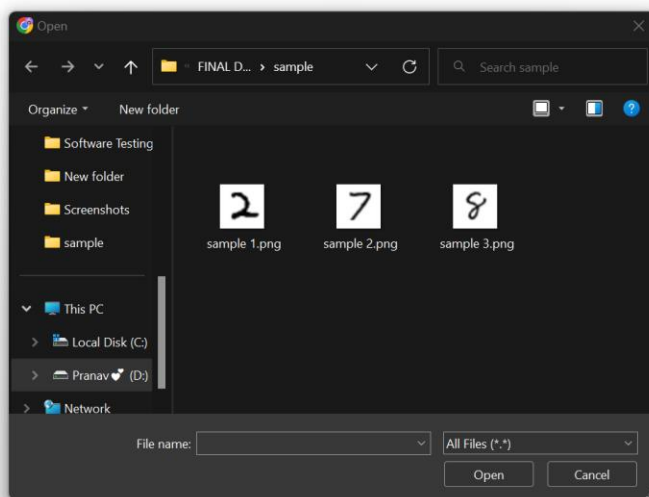 Open
FINAL D... › sample
Search sample
Organize
New folder
Software Testing
New folder
Screenshots
sample
2
7
8
sample 1.png
sample 2.png
sample 3.png
This PC
Local Disk (C:)
Pranav💕 (D:)
Network
File name:
All Files (*.*)
Open
Cancel